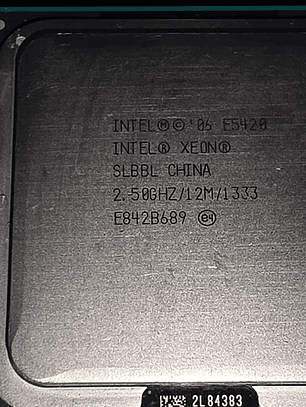 INTEL®©'06 E5420
INTEL® XEON®
SLBBL CHINA
2.50GHZ/12M/1333
E842B689 e4
2L84383